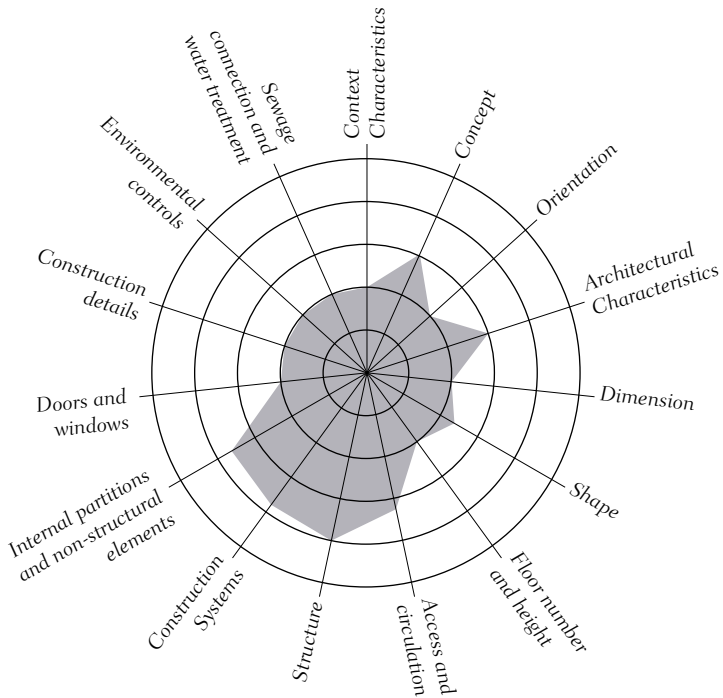 Context
Characteristics
Concept
Orientation
Architectural
Characteristics
Dimension
Shape
Floor number
and height
Access and
circulation
Structure
Construction
Systems
Internal partitions
and non-structural
elements
Doors and
windows
Construction
details
Environmental
controls
Sewage
connection and
water treatment